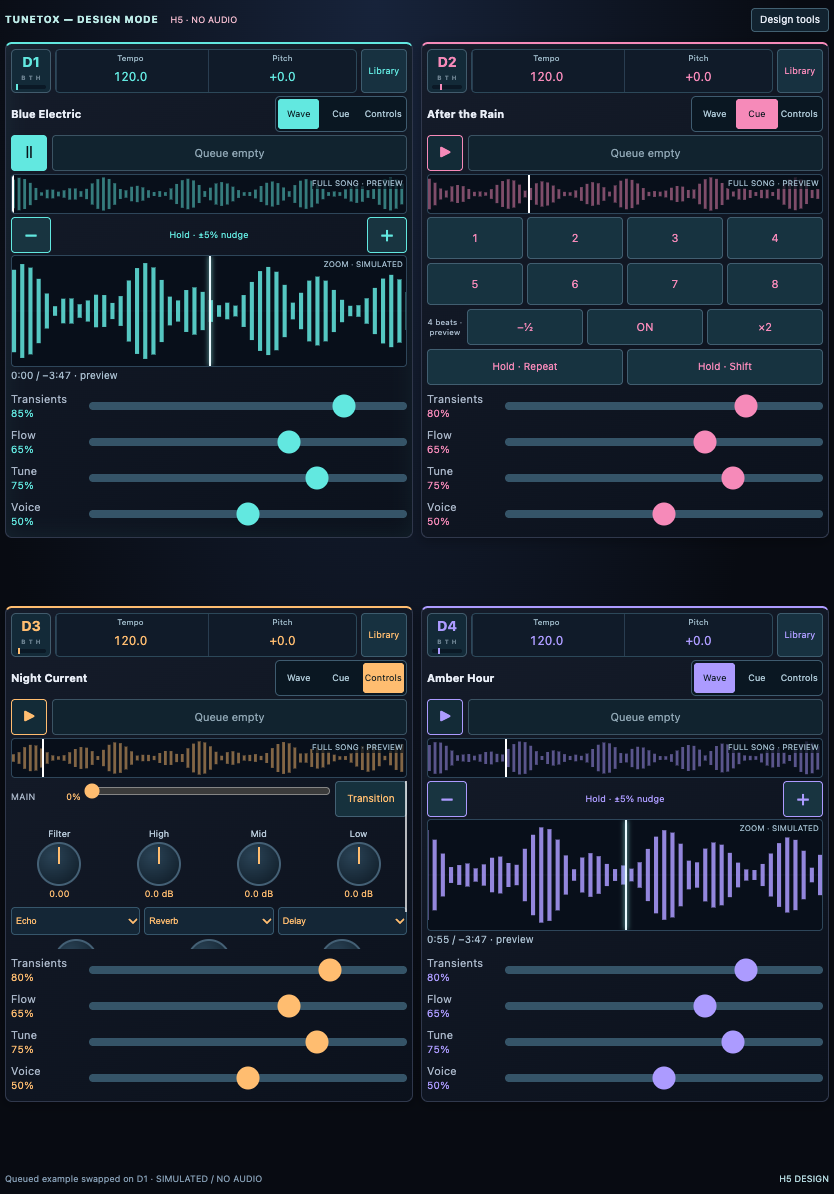 TUNETOX — DESIGN MODE H5 · NO AUDIO Design tools
D1
B T H
Tempo
120.0
Pitch
+0.0
Library
Blue Electric
Wave Cue Controls
Queue empty
FULL SONG · PREVIEW
− Hold · ±5% nudge +
ZOOM · SIMULATED
0:00 / −3:47 · preview
Transients
85%
Flow
65%
Tune
75%
Voice
50%
D2
B T H
Tempo
120.0
Pitch
+0.0
Library
After the Rain
Wave Cue Controls
Queue empty
FULL SONG · PREVIEW
1 2 3 4
5 6 7 8
4 beats ·
preview
−½ ON ×2
Hold · Repeat Hold · Shift
Transients
80%
Flow
65%
Tune
75%
Voice
50%
D3
B T H
Tempo
120.0
Pitch
+0.0
Library
Night Current
Wave Cue Controls
Queue empty
FULL SONG · PREVIEW
MAIN 0% Transition
Filter High Mid Low
0.00 0.0 dB 0.0 dB 0.0 dB
Echo Reverb Delay
Transients
80%
Flow
65%
Tune
75%
Voice
50%
D4
B T H
Tempo
120.0
Pitch
+0.0
Library
Amber Hour
Wave Cue Controls
Queue empty
FULL SONG · PREVIEW
− Hold · ±5% nudge +
ZOOM · SIMULATED
0:55 / −3:47 · preview
Transients
80%
Flow
65%
Tune
75%
Voice
50%
Queued example swapped on D1 · SIMULATED / NO AUDIO H5 DESIGN